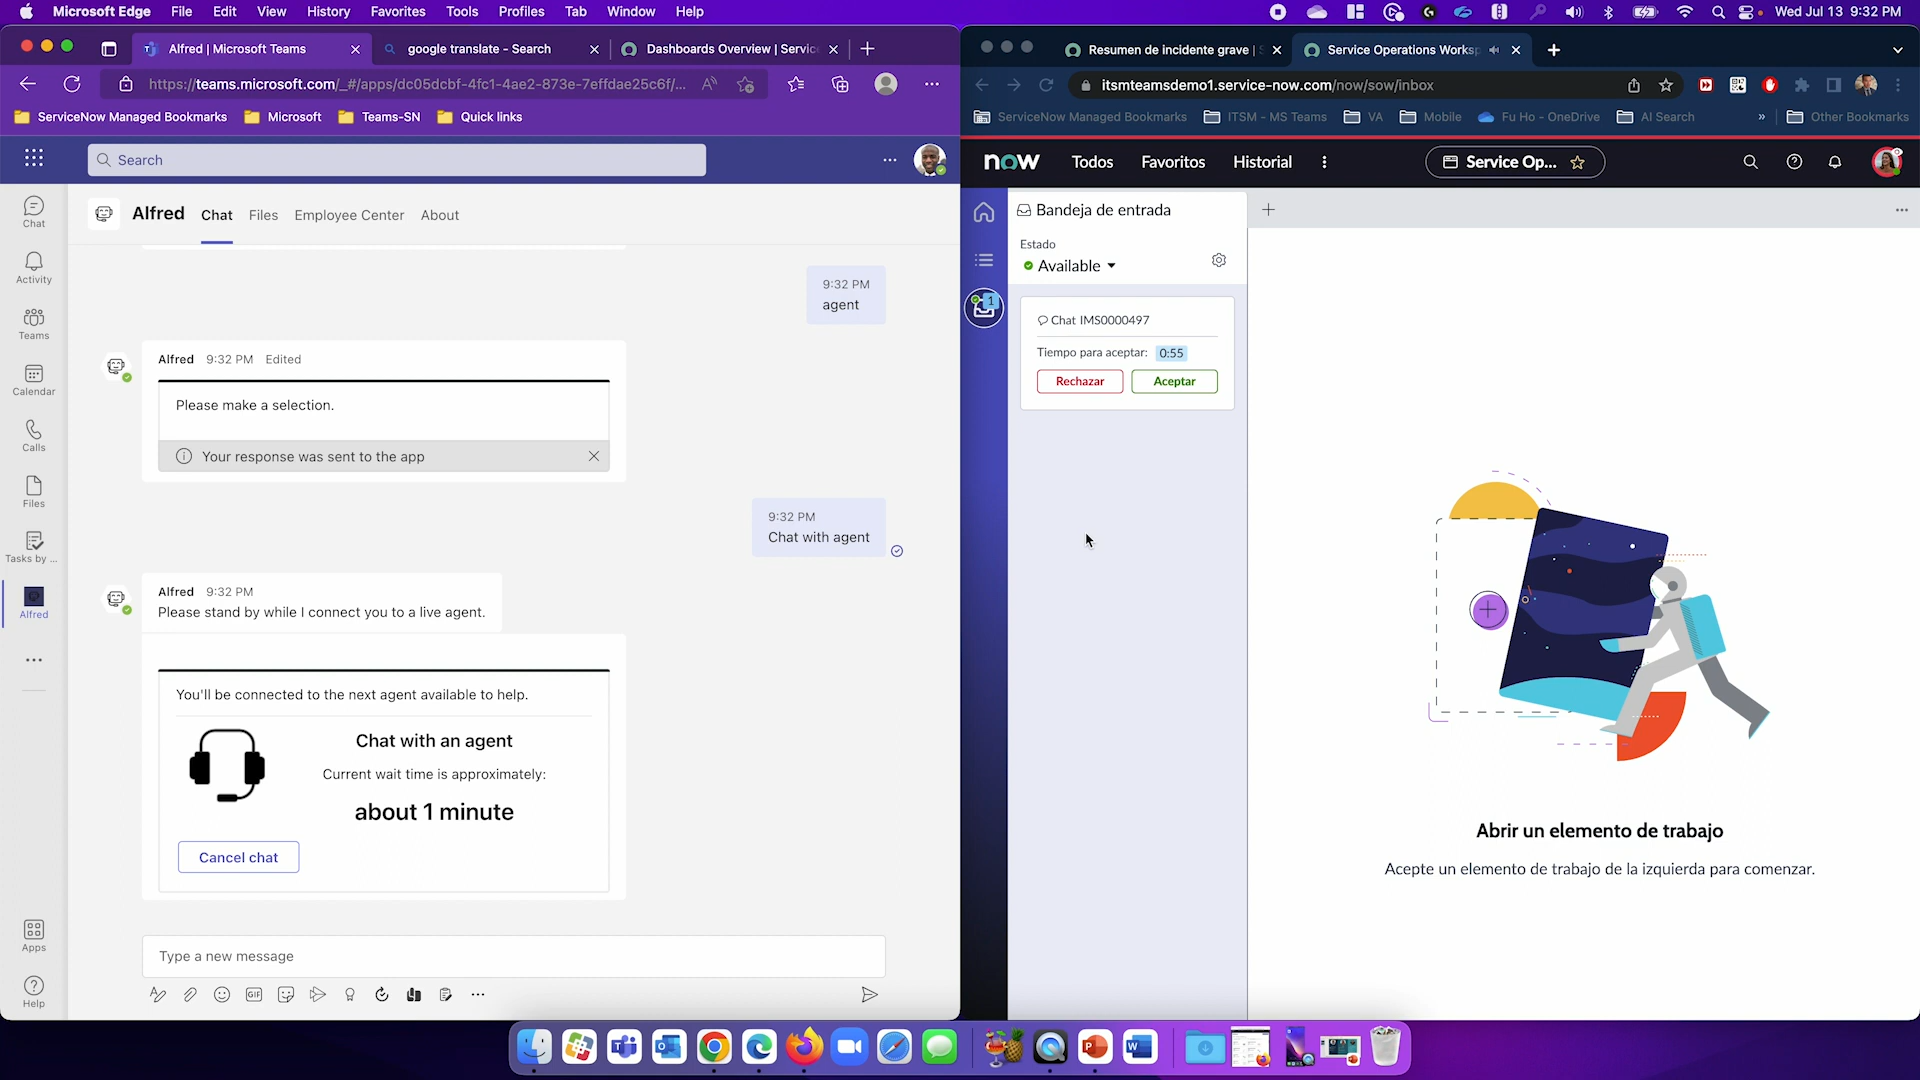 Microsoft Edge File Edit View History Favorites Tools Profiles Tab Window Help
Wed Jul 13 9:32 PM
Alfred | Microsoft Teams
google translate - Search
Dashboards Overview | Servic
https://teams.microsoft.com/_#/apps/dc05dcbf-4fc1-4ae2-873e-7effdae25c6f/...
ServiceNow Managed Bookmarks Microsoft Teams-SN Quick links
Search
Chat
Activity
Teams
Calendar
Calls
Files
Tasks by ...
Alfred
Apps
Help
Alfred Chat Files Employee Center About
9:32 PM
agent
Alfred 9:32 PM Edited
Please make a selection.
Your response was sent to the app
9:32 PM
Chat with agent
Alfred 9:32 PM
Please stand by while I connect you to a live agent.
You'll be connected to the next agent available to help.
Chat with an agent
Current wait time is approximately:
about 1 minute
Cancel chat
Type a new message
GIF
Resumen de incidente grave | S
Service Operations Worksp
itsmteamsdemo1.service-now.com/now/sow/inbox
ServiceNow Managed Bookmarks ITSM - MS Teams VA Mobile Fu Ho - OneDrive AI Search » Other Bookmarks
now Todos Favoritos Historial Service Op...
1
Bandeja de entrada
Estado
Available
Chat IMS0000497
Tiempo para aceptar: 0:55
Rechazar Aceptar
Abrir un elemento de trabajo
Acepte un elemento de trabajo de la izquierda para comenzar.